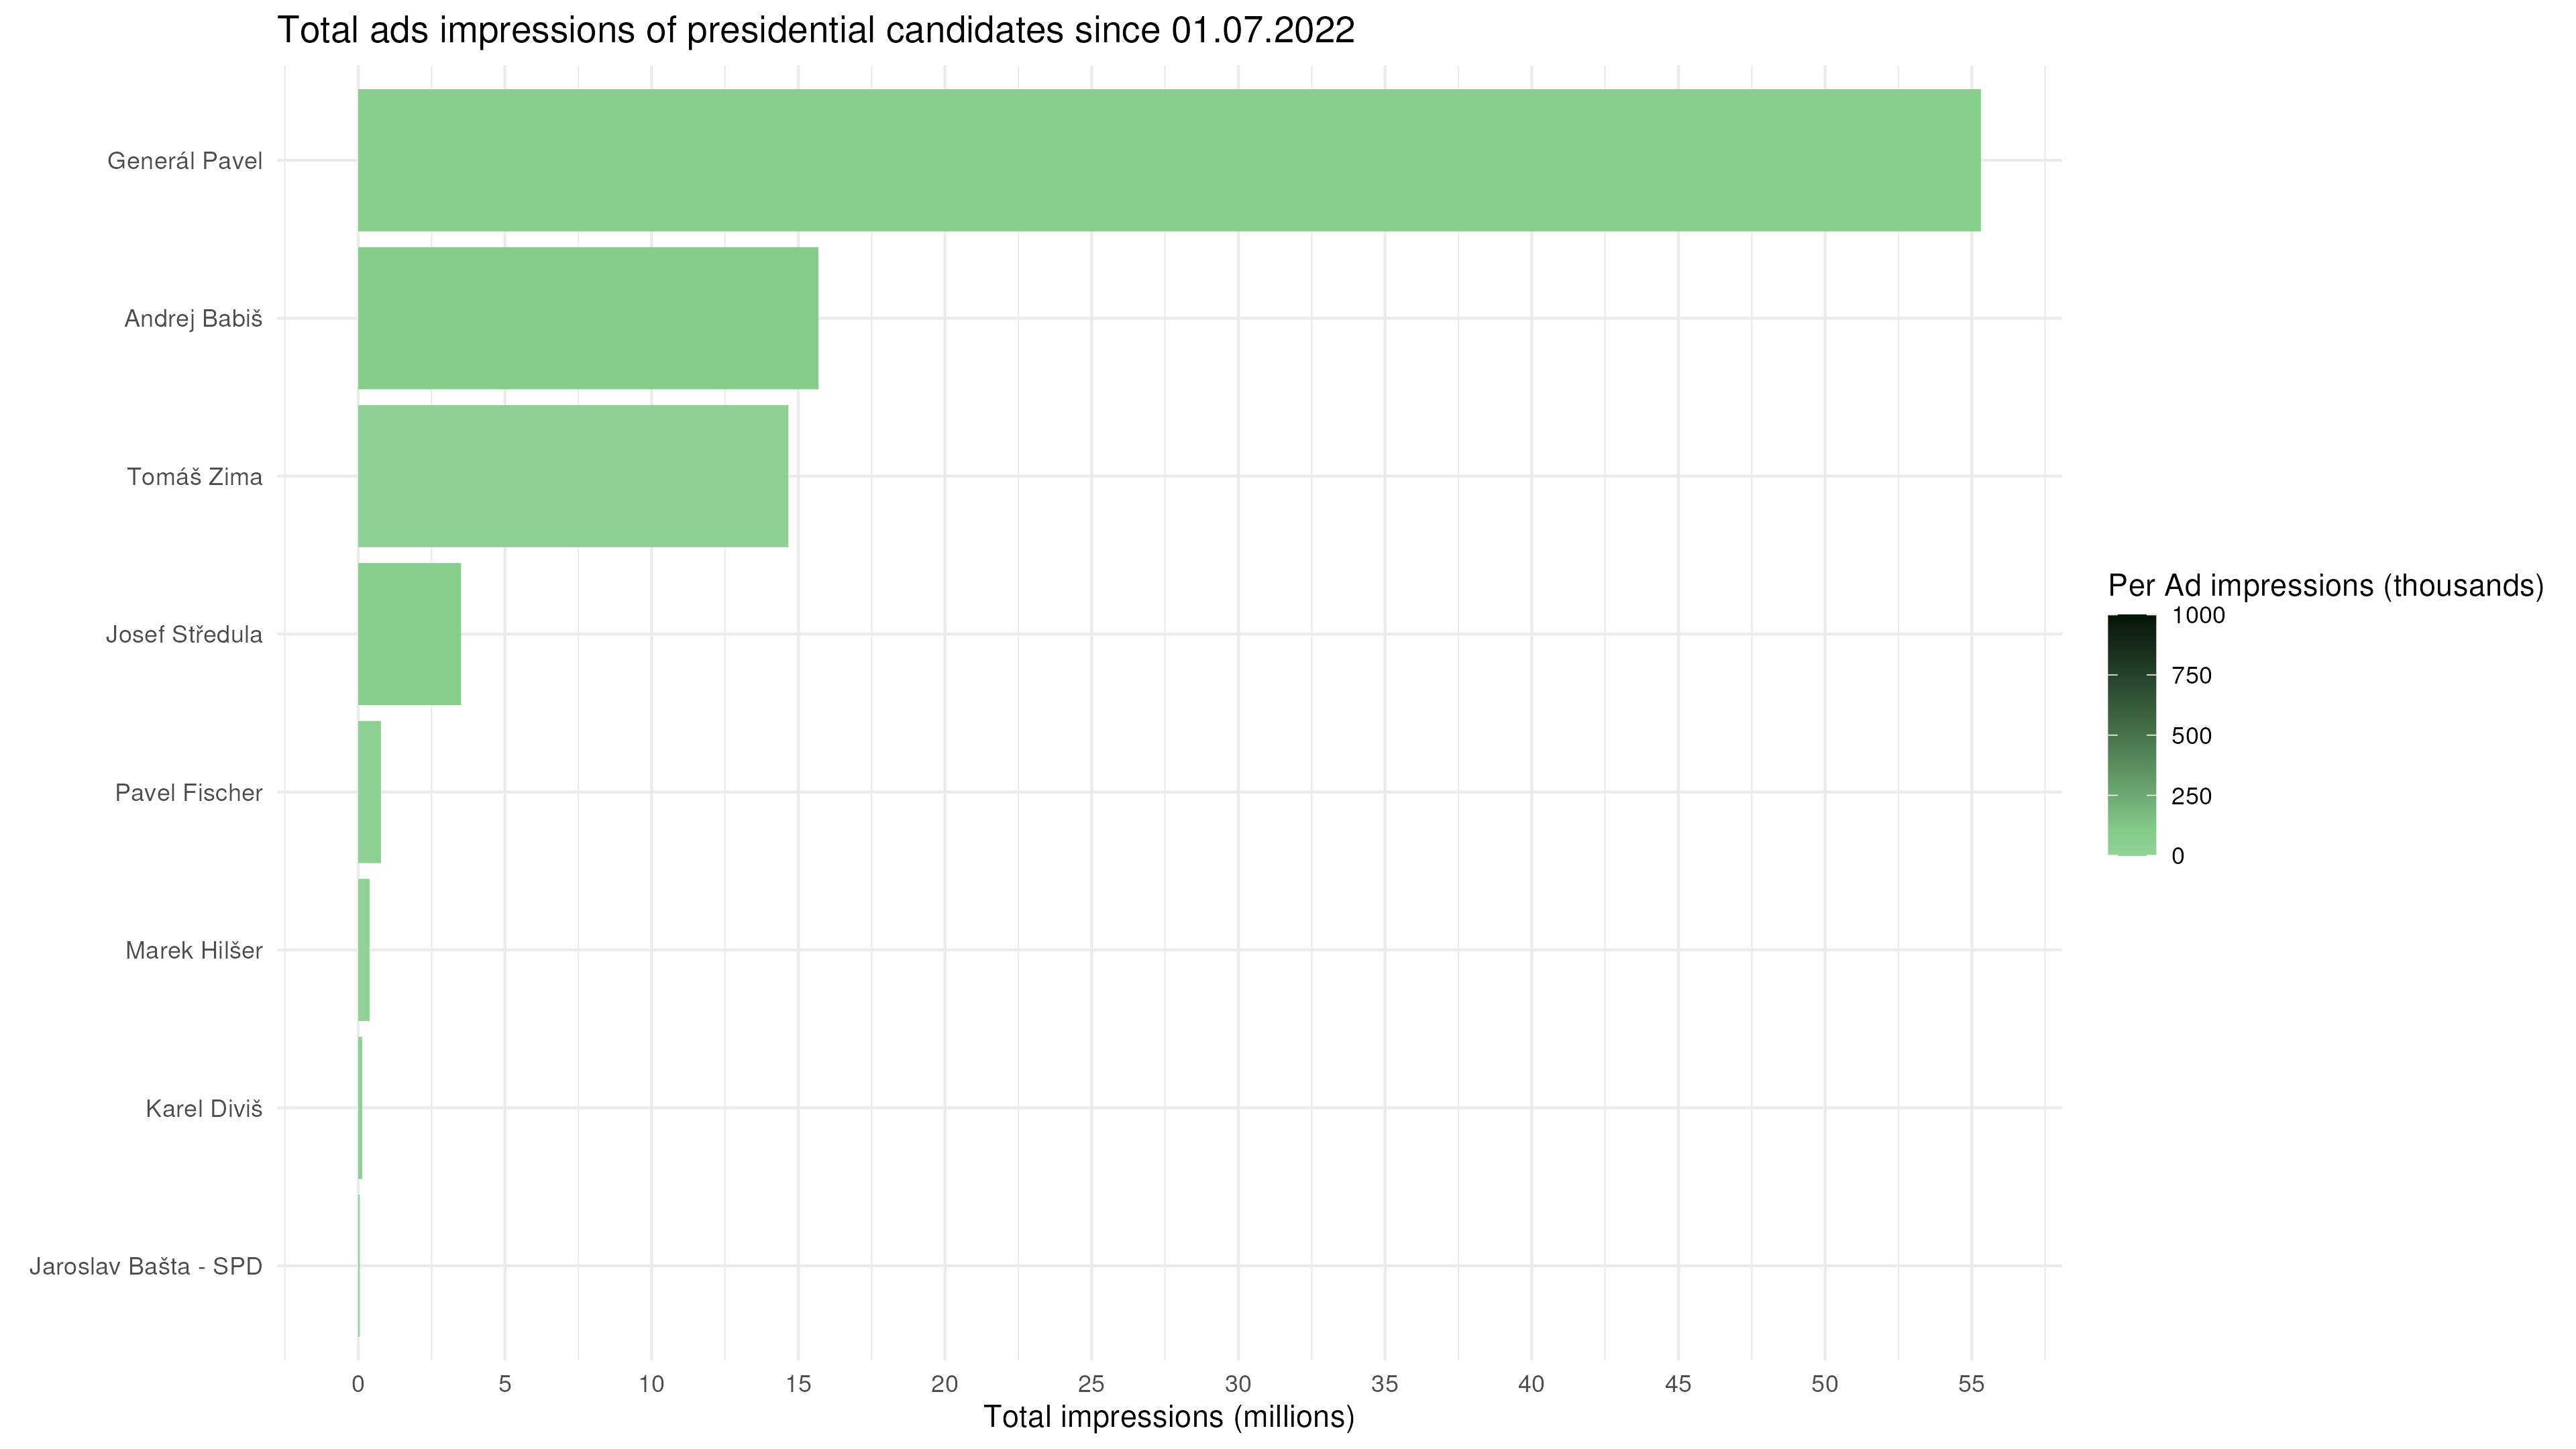 Total ads impressions of presidential candidates since 01.07.2022
Generál Pavel
Andrej Babiš
Tomáš Zima
Josef Středula
Pavel Fischer
Marek Hilšer
Karel Diviš
Jaroslav Bašta - SPD
0 5 10 15 20 25 30 35 40 45 50 55
Total impressions (millions)
Per Ad impressions (thousands)
1000
750
500
250
0